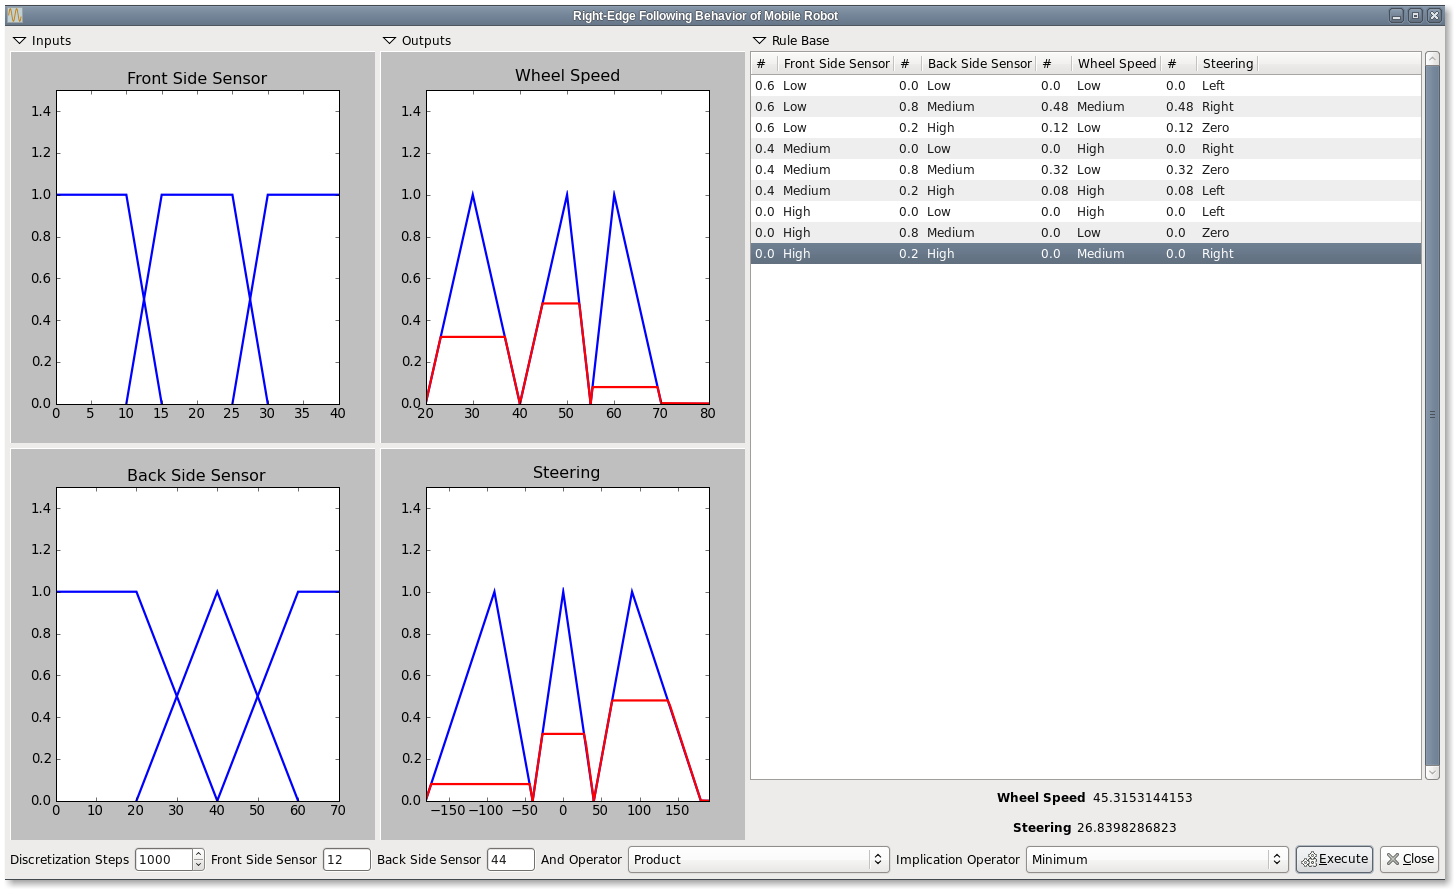 Right-Edge Following Behavior of Mobile Robot
Inputs
Outputs
Rule Base
Front Side Sensor
1.4
1.2
1.0
0.8
0.6
0.4
0.2
0.0
0 5 10 15 20 25 30 35 40
Wheel Speed
1.4
1.2
1.0
0.8
0.6
0.4
0.2
0.0
20 30 40 50 60 70 80
Back Side Sensor
1.4
1.2
1.0
0.8
0.6
0.4
0.2
0.0
0 10 20 30 40 50 60 70
Steering
1.4
1.2
1.0
0.8
0.6
0.4
0.2
0.0
−150 −100 −50 0 50 100 150
# Front Side Sensor # Back Side Sensor # Wheel Speed # Steering
0.6 Low 0.0 Low 0.0 Low 0.0 Left
0.6 Low 0.8 Medium 0.48 Medium 0.48 Right
0.6 Low 0.2 High 0.12 Low 0.12 Zero
0.4 Medium 0.0 Low 0.0 High 0.0 Right
0.4 Medium 0.8 Medium 0.32 Low 0.32 Zero
0.4 Medium 0.2 High 0.08 High 0.08 Left
0.0 High 0.0 Low 0.0 High 0.0 Left
0.0 High 0.8 Medium 0.0 Low 0.0 Zero
0.0 High 0.2 High 0.0 Medium 0.0 Right
Wheel Speed 45.3153144153
Steering 26.8398286823
Discretization Steps 1000 Front Side Sensor 12 Back Side Sensor 44 And Operator Product Implication Operator Minimum Execute Close